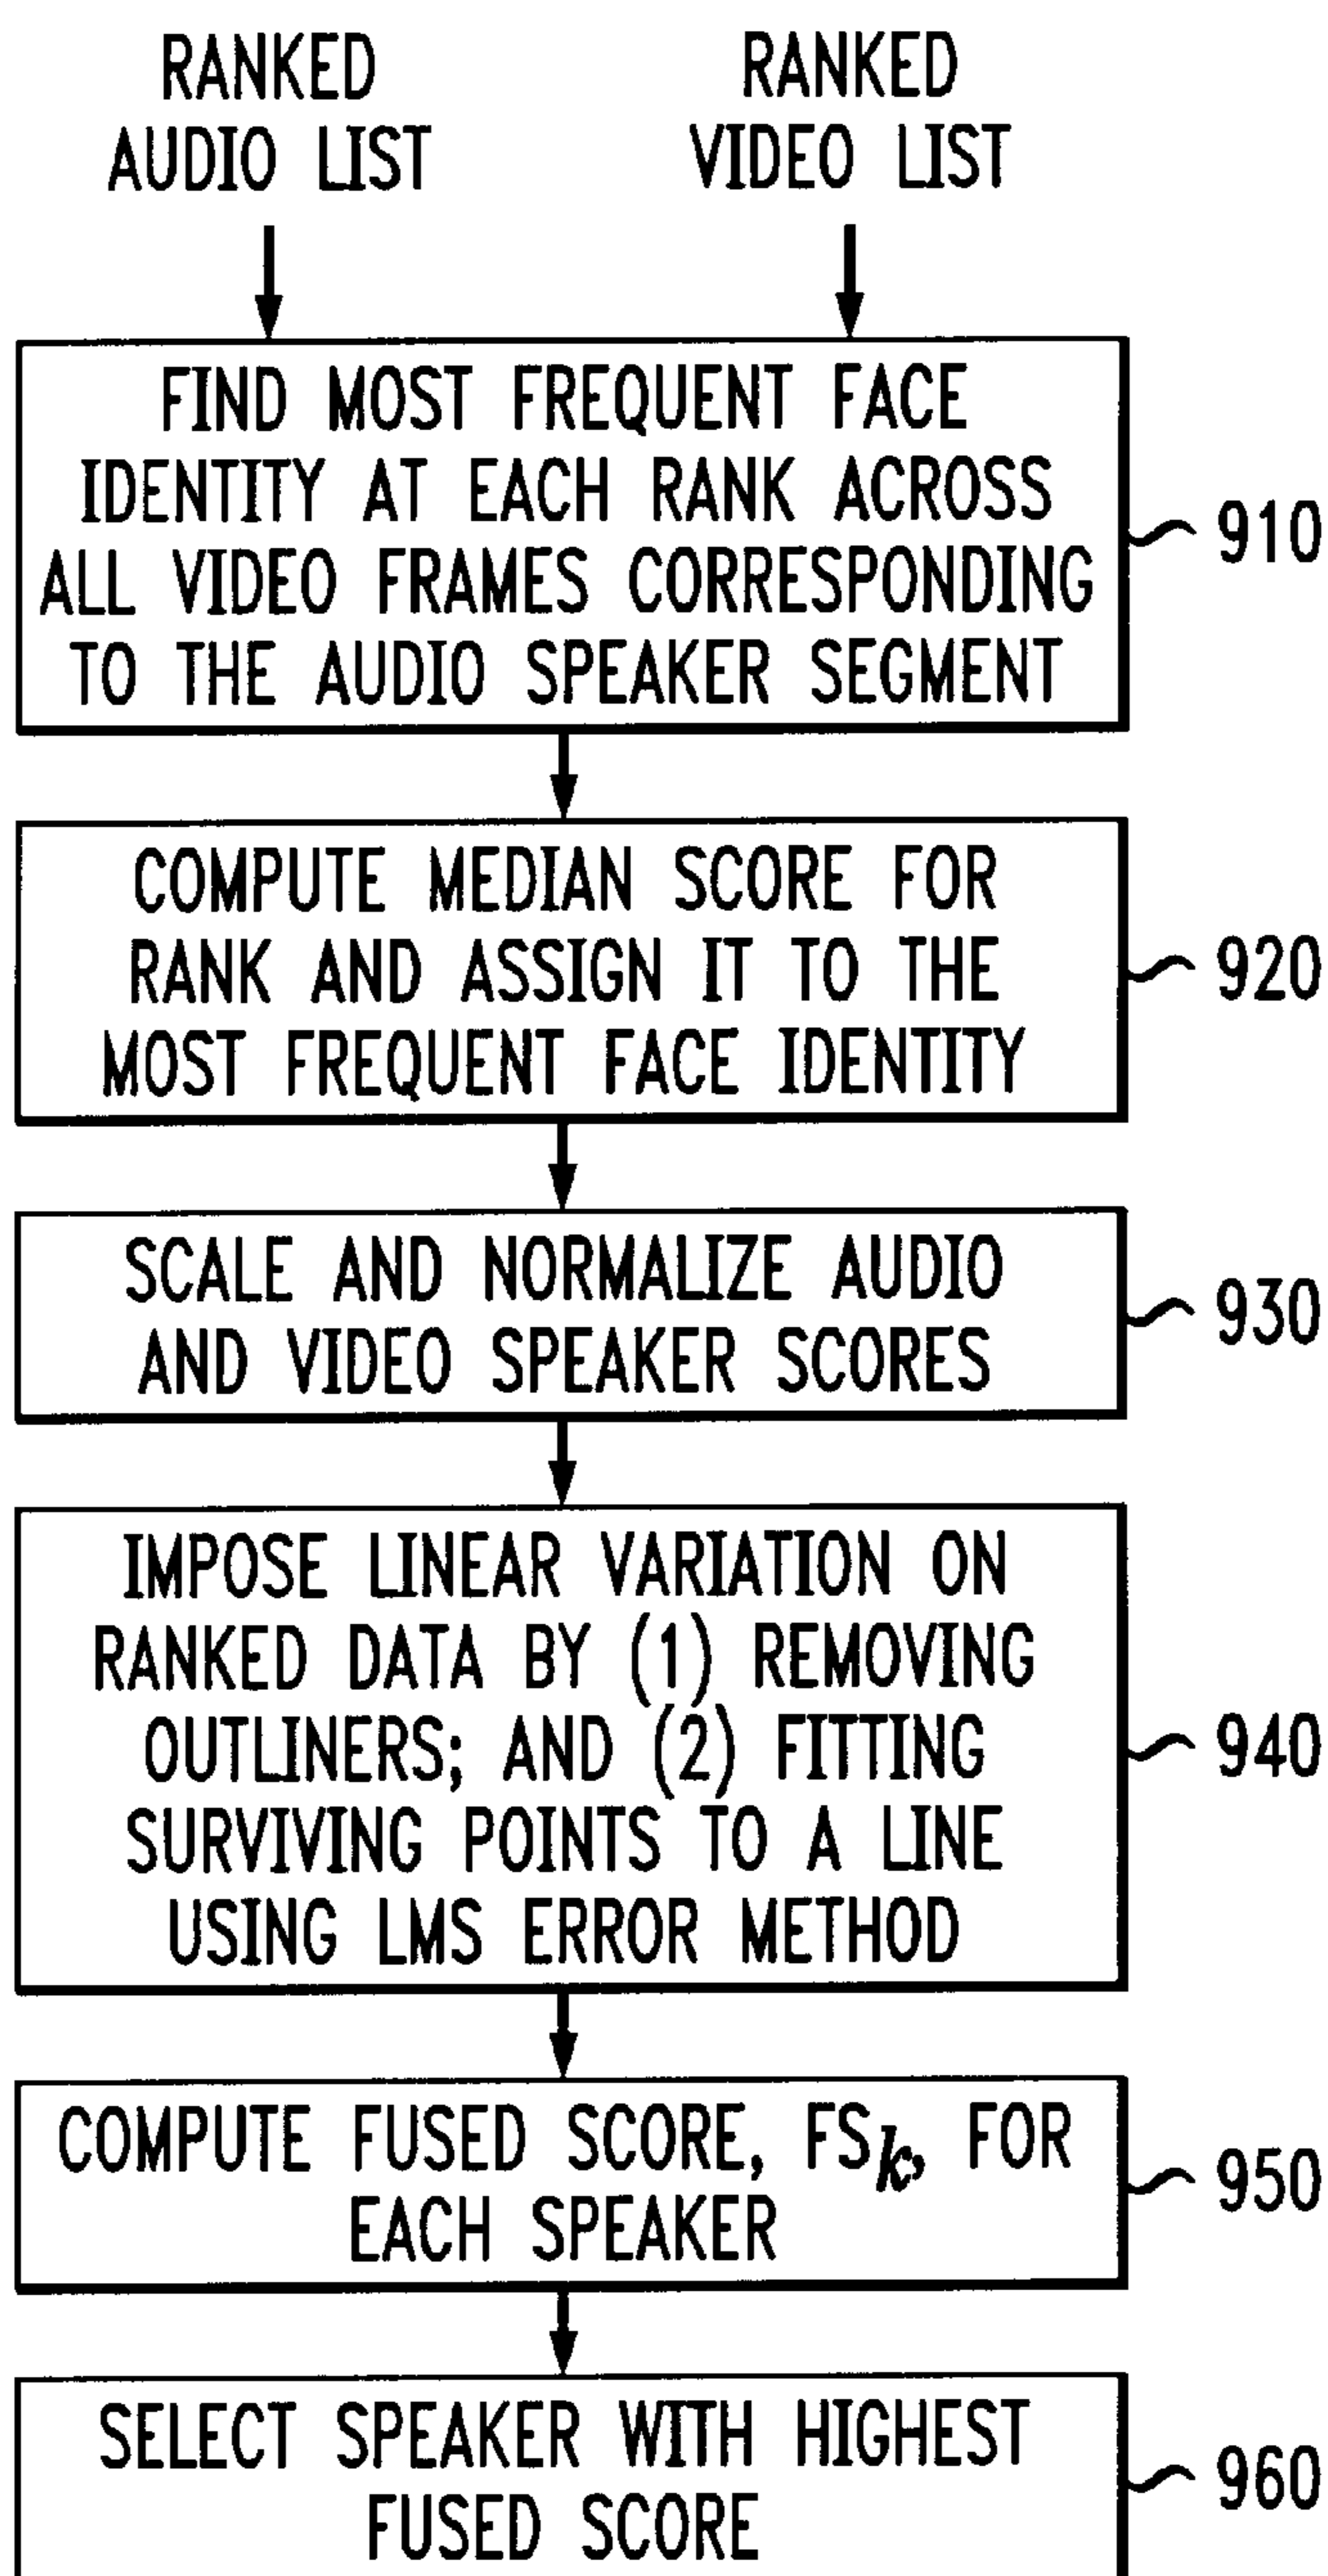 RANKED
AUDIO LIST
RANKED
VIDEO LIST
FIND MOST FREQUENT FACE
IDENTITY AT EACH RANK ACROSS
ALL VIDEO FRAMES CORRESPONDING
TO THE AUDIO SPEAKER SEGMENT
910
COMPUTE MEDIAN SCORE FOR
RANK AND ASSIGN IT TO THE
MOST FREQUENT FACE IDENTITY
920
SCALE AND NORMALIZE AUDIO
AND VIDEO SPEAKER SCORES
930
IMPOSE LINEAR VARIATION ON
RANKED DATA BY (1) REMOVING
OUTLINERS; AND (2) FITTING
SURVIVING POINTS TO A LINE
USING LMS ERROR METHOD
940
COMPUTE FUSED SCORE, FSk, FOR
EACH SPEAKER
950
SELECT SPEAKER WITH HIGHEST
FUSED SCORE
960